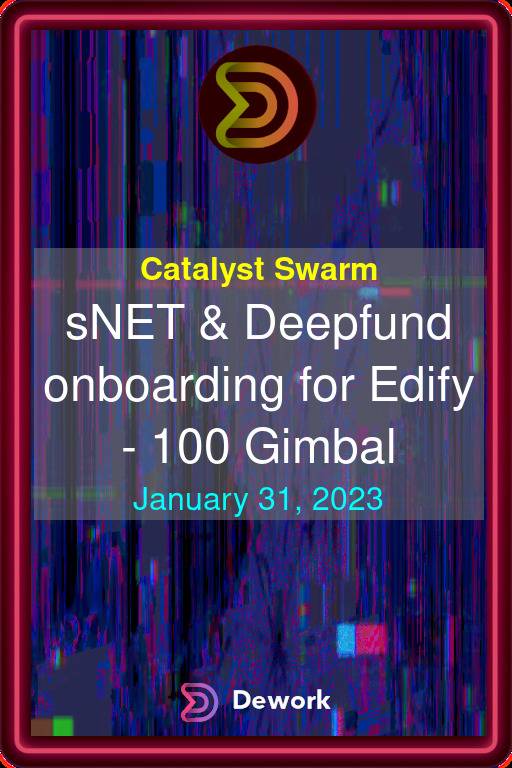 Catalyst Swarm
sNET & Deepfund
onboarding for Edify
- 100 Gimbal
January 31, 2023
Dework